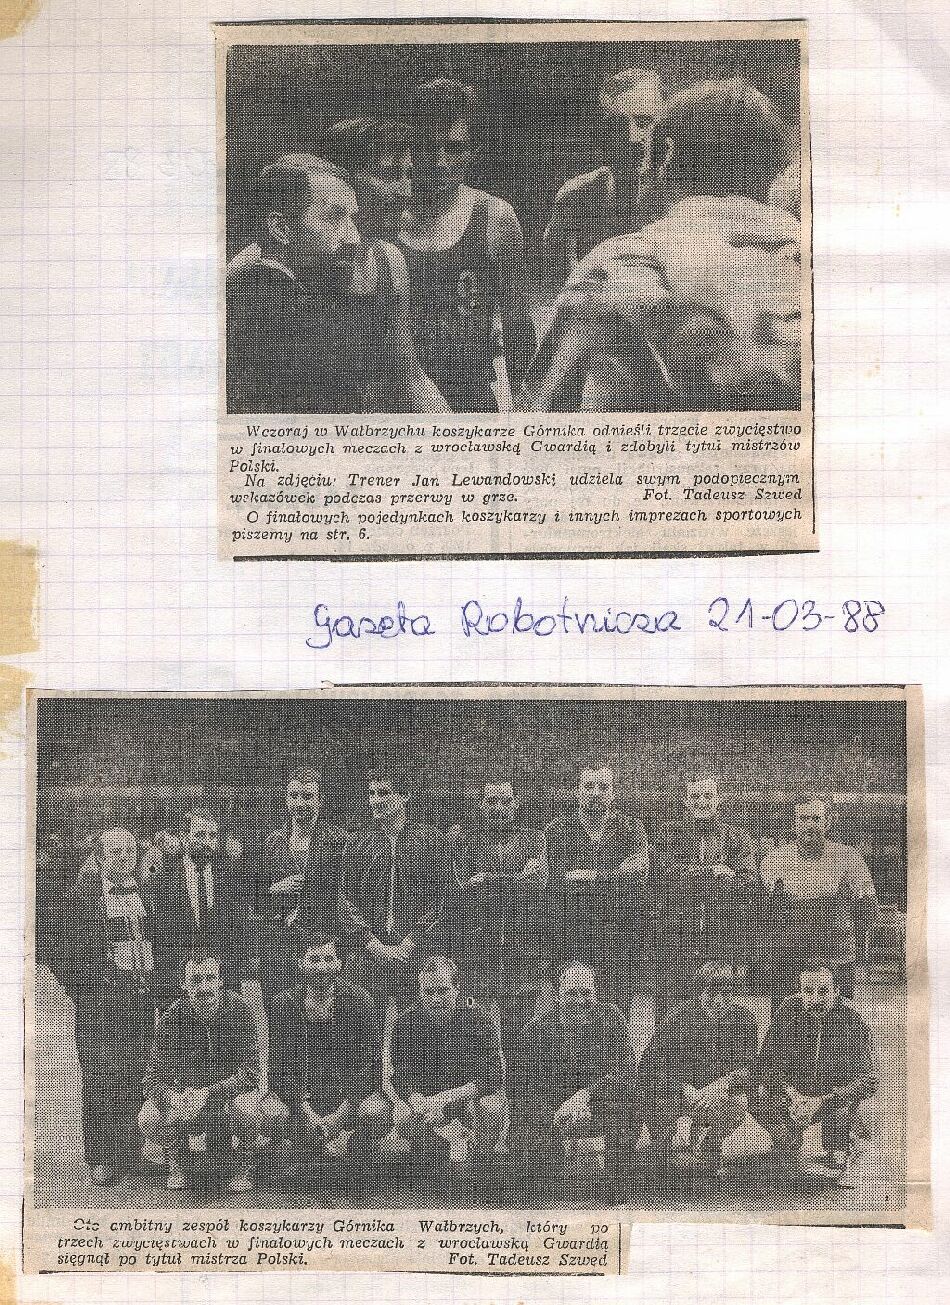 Wczoraj w Wałbrzychu koszykarze Górnika odnieśli trzecie zwycięstwo
w finałowych meczach z wrocławską Gwardią i zdobyli tytuł mistrzów
Polski.
Na zdjęciu: Trener Jan Lewandowski udziela swym podopiecznym
wskazówek podczas przerwy w grze. Fot. Tadeusz Szwed
O finałowych pojedynkach koszykarzy i innych imprezach sportowych
piszemy na str. 6.
Gazeta Robotnicza 21-03-88
Oto ambitny zespół koszykarzy Górnika Wałbrzych, który po
trzech zwycięstwach w finałowych meczach z wrocławską Gwardią
sięgnął po tytuł mistrza Polski. Fot. Tadeusz Szwed